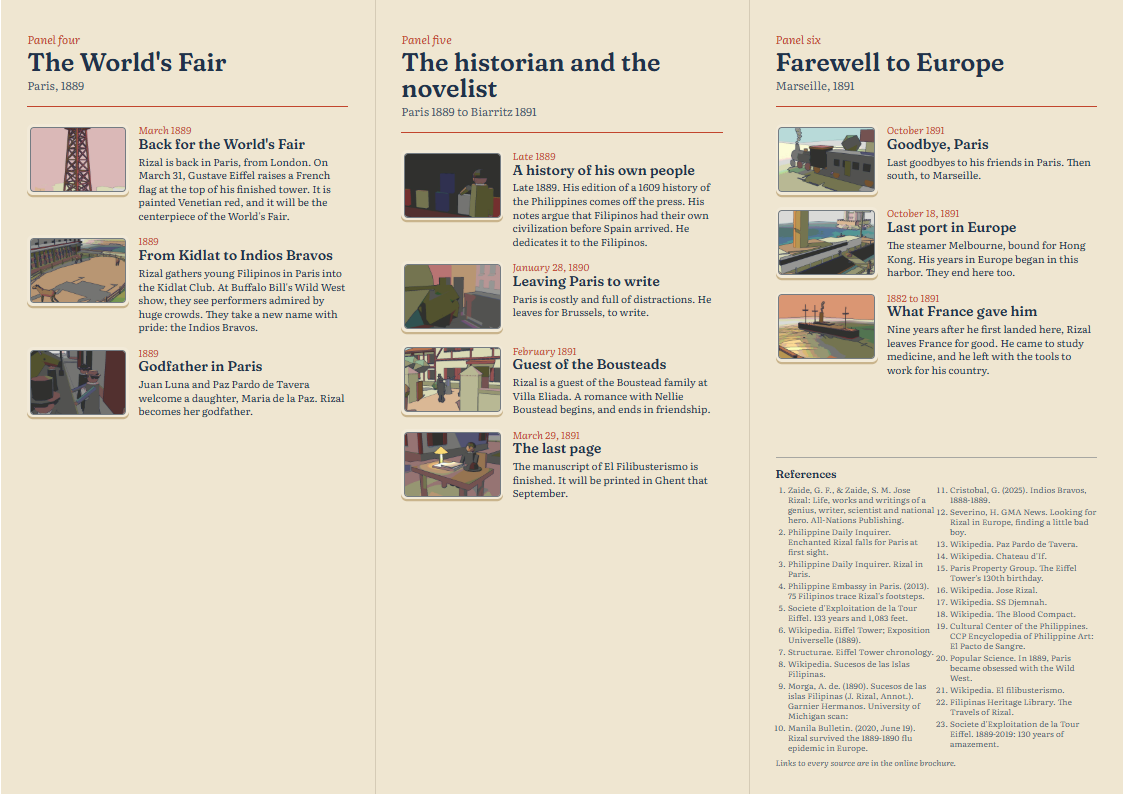 Panel four
The World's Fair
Paris, 1889
March 1889
Back for the World's Fair
Rizal is back in Paris, from London. On
March 31, Gustave Eiffel raises a French
flag at the top of his finished tower. It is
painted Venetian red, and it will be the
centerpiece of the World's Fair.
1889
From Kidlat to Indios Bravos
Rizal gathers young Filipinos in Paris into
the Kidlat Club. At Buffalo Bill's Wild West
show, they see performers admired by
huge crowds. They take a new name with
pride: the Indios Bravos.
1889
Godfather in Paris
Juan Luna and Paz Pardo de Tavera
welcome a daughter, Maria de la Paz. Rizal
becomes her godfather.
Panel five
The historian and the
novelist
Paris 1889 to Biarritz 1891
Late 1889
A history of his own people
Late 1889. His edition of a 1609 history of
the Philippines comes off the press. His
notes argue that Filipinos had their own
civilization before Spain arrived. He
dedicates it to the Filipinos.
January 28, 1890
Leaving Paris to write
Paris is costly and full of distractions. He
leaves for Brussels, to write.
February 1891
Guest of the Bousteads
Rizal is a guest of the Boustead family at
Villa Eliada. A romance with Nellie
Boustead begins, and ends in friendship.
March 29, 1891
The last page
The manuscript of El Filibusterismo is
finished. It will be printed in Ghent that
September.
Panel six
Farewell to Europe
Marseille, 1891
October 1891
Goodbye, Paris
Last goodbyes to his friends in Paris. Then
south, to Marseille.
October 18, 1891
Last port in Europe
The steamer Melbourne, bound for Hong
Kong. His years in Europe began in this
harbor. They end here too.
1882 to 1891
What France gave him
Nine years after he first landed here, Rizal
leaves France for good. He came to study
medicine, and he left with the tools to
work for his country.
References
1. Zaide, G. F., & Zaide, S. M. Jose
Rizal: Life, works and writings of a
genius, writer, scientist and national
hero. All-Nations Publishing.
2. Philippine Daily Inquirer.
Enchanted Rizal falls for Paris at
first sight.
3. Philippine Daily Inquirer. Rizal in
Paris.
4. Philippine Embassy in Paris. (2013).
75 Filipinos trace Rizal's footsteps.
5. Societe d'Exploitation de la Tour
Eiffel. 133 years and 1,083 feet.
6. Wikipedia. Eiffel Tower; Exposition
Universelle (1889).
7. Structurae. Eiffel Tower chronology.
8. Wikipedia. Sucesos de las Islas
Filipinas.
9. Morga, A. de. (1890). Sucesos de las
islas Filipinas (J. Rizal, Annot.).
Garnier Hermanos. University of
Michigan scan:
10. Manila Bulletin. (2020, June 19).
Rizal survived the 1889-1890 flu
epidemic in Europe.
11. Cristobal, G. (2025). Indios Bravos,
1888-1889.
12. Severino, H. GMA News. Looking for
Rizal in Europe, finding a little bad
boy.
13. Wikipedia. Paz Pardo de Tavera.
14. Wikipedia. Chateau d'If.
15. Paris Property Group. The Eiffel
Tower's 130th birthday.
16. Wikipedia. Jose Rizal.
17. Wikipedia. SS Djemnah.
18. Wikipedia. The Blood Compact.
19. Cultural Center of the Philippines.
CCP Encyclopedia of Philippine Art:
El Pacto de Sangre.
20. Popular Science. In 1889, Paris
became obsessed with the Wild
West.
21. Wikipedia. El filibusterismo.
22. Filipinas Heritage Library. The
Travels of Rizal.
23. Societe d'Exploitation de la Tour
Eiffel. 1889-2019: 130 years of
amazement.
Links to every source are in the online brochure.